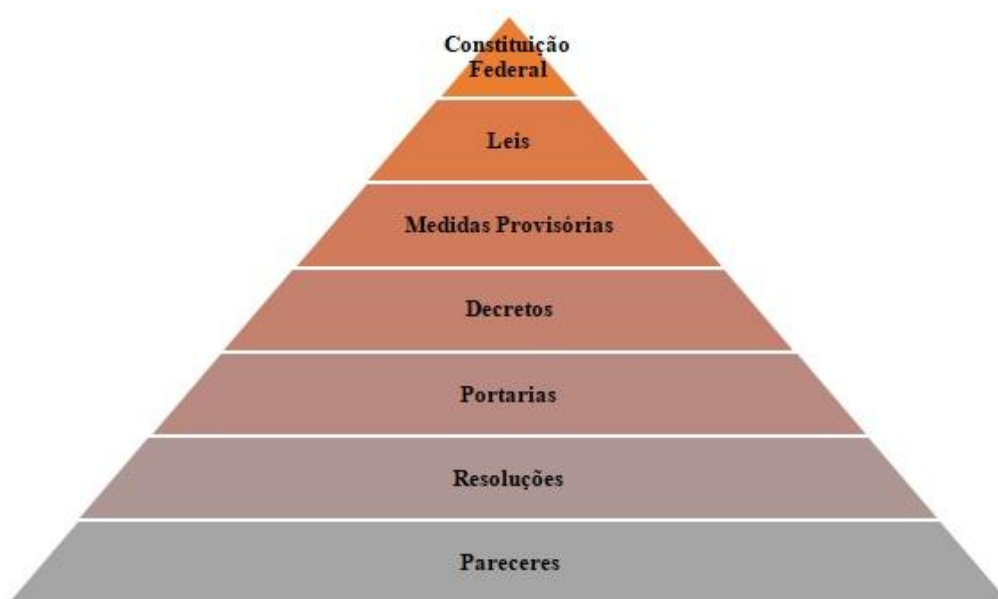 Constituição
Federal
Leis
Medidas Provisórias
Decretos
Portarias
Resoluções
Pareceres